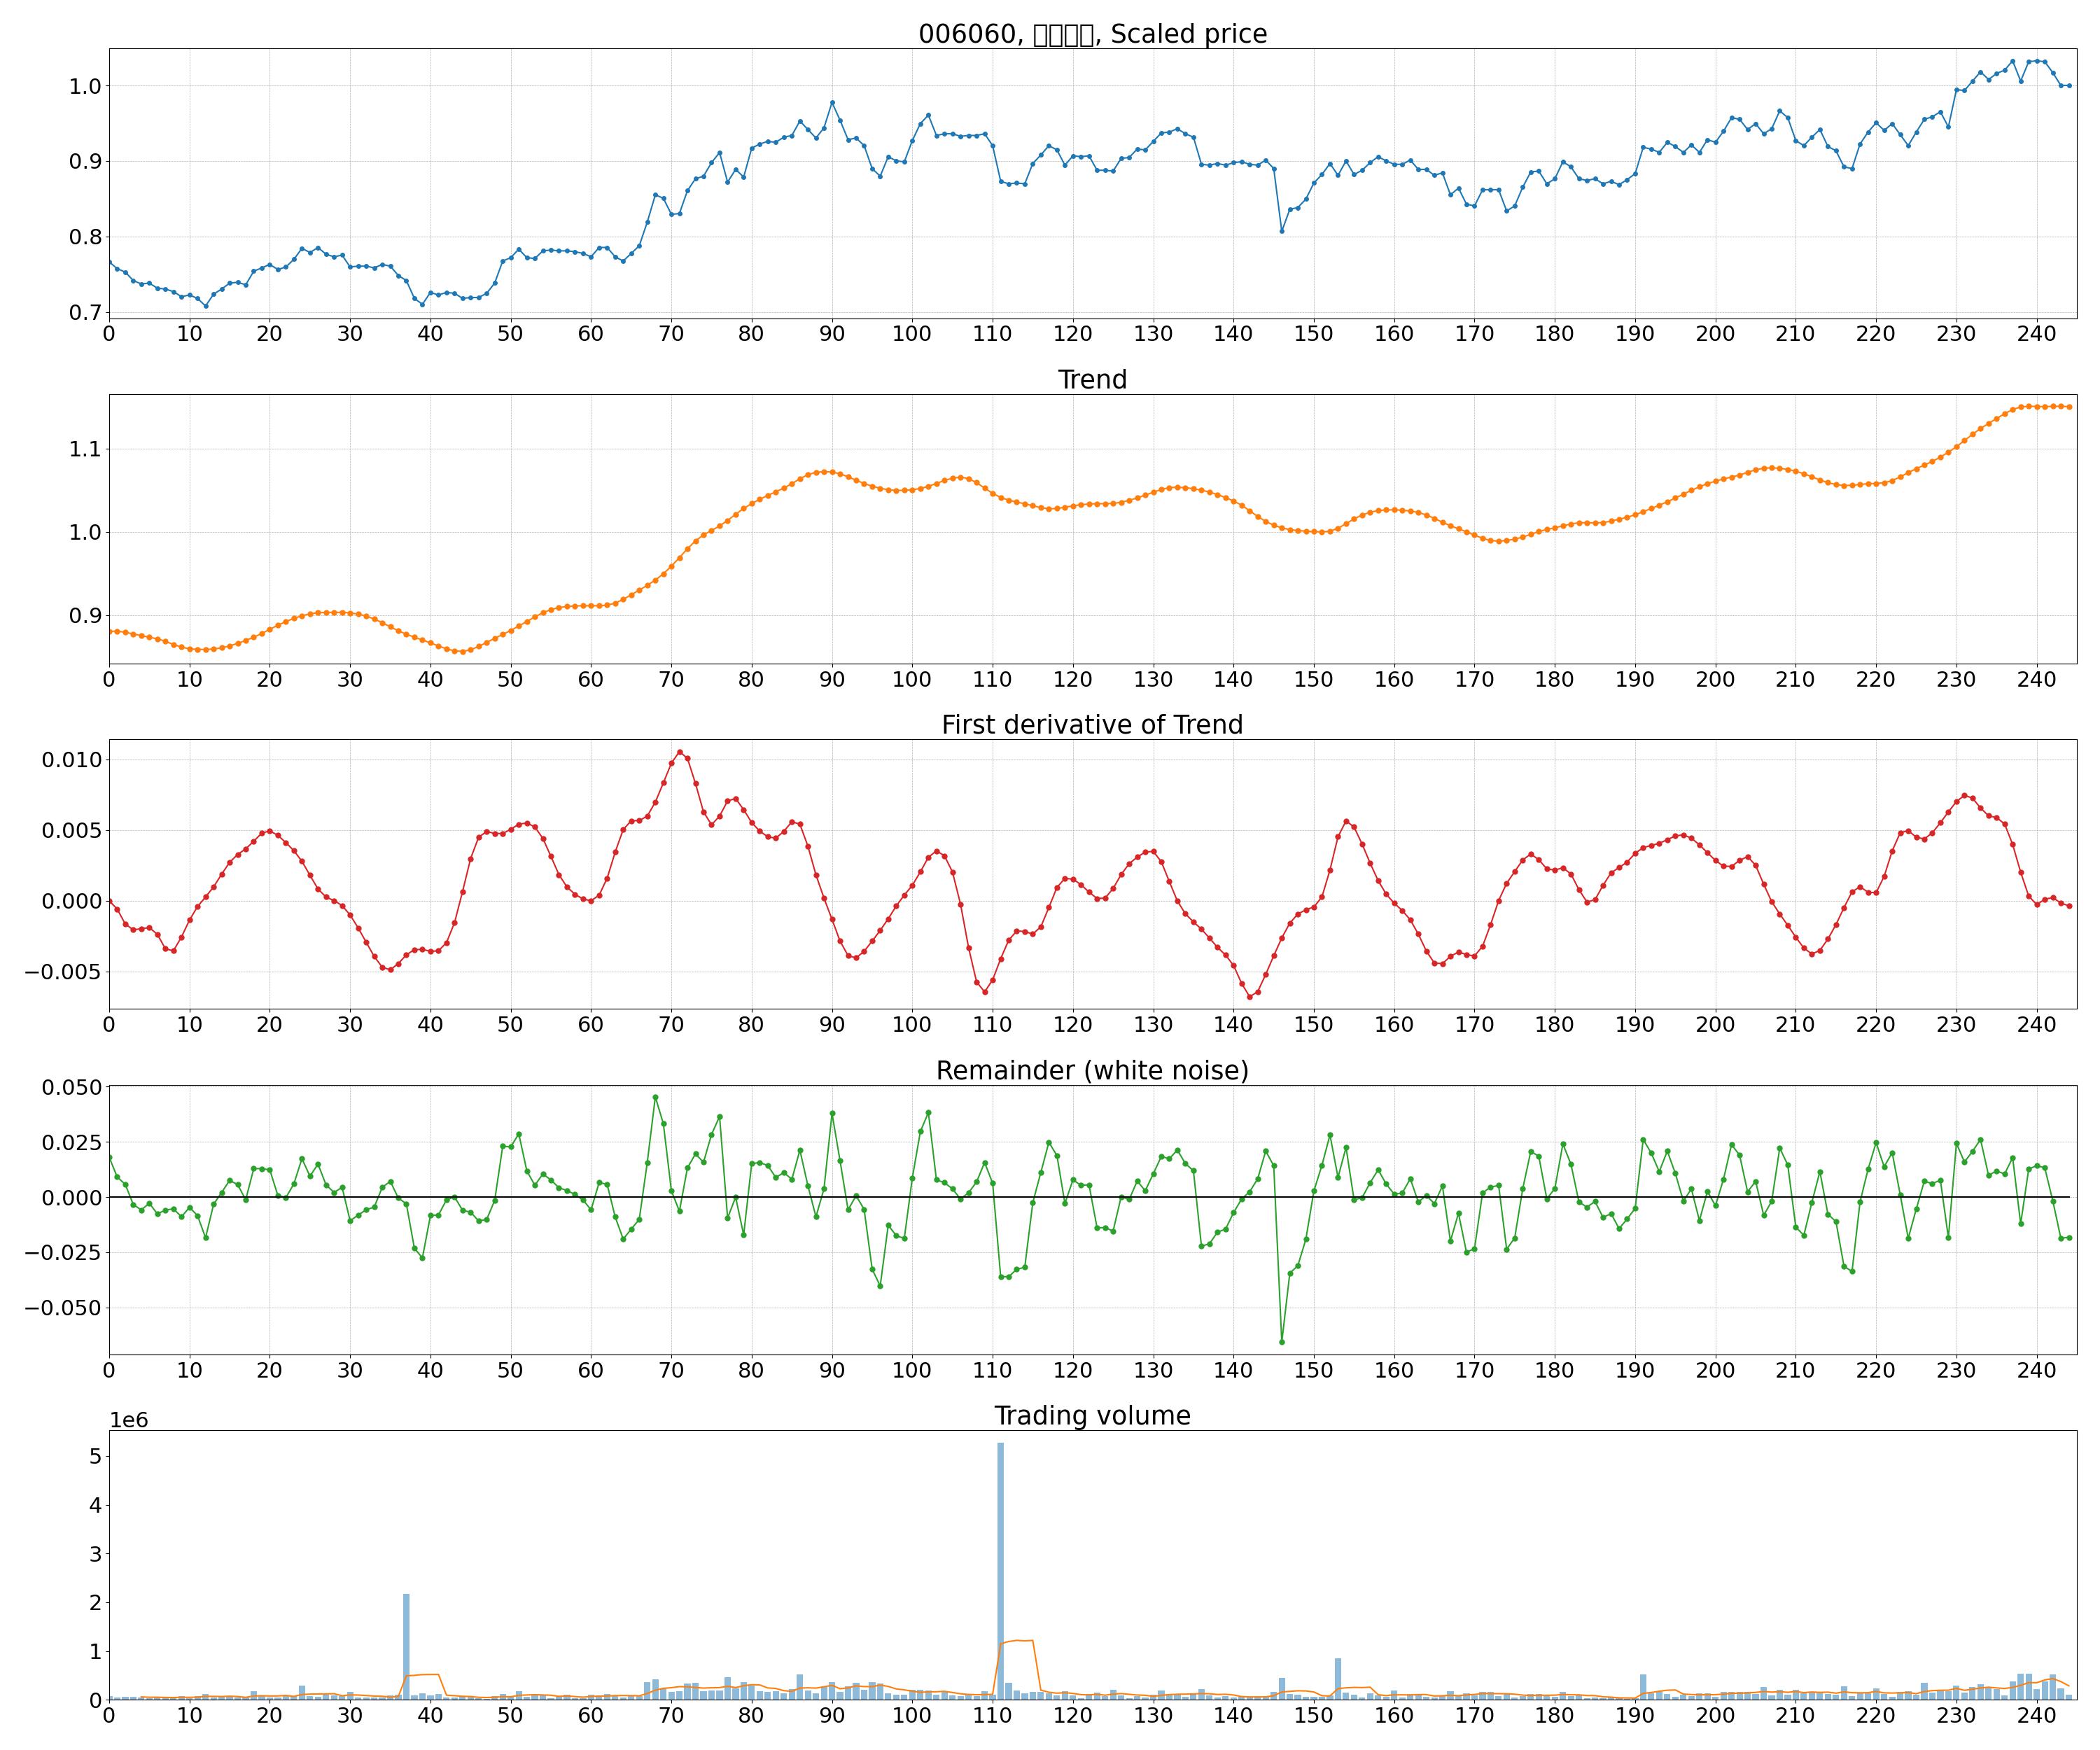 006060, □□□□, Scaled price
1.0
0.9
0.8
0.7
0 10 20 30 40 50 60 70 80 90 100 110 120 130 140 150 160 170 180 190 200 210 220 230 240
Trend
1.1
1.0
0.9
0 10 20 30 40 50 60 70 80 90 100 110 120 130 140 150 160 170 180 190 200 210 220 230 240
First derivative of Trend
0.010
0.005
0.000
−0.005
0 10 20 30 40 50 60 70 80 90 100 110 120 130 140 150 160 170 180 190 200 210 220 230 240
Remainder (white noise)
0.050
0.025
0.000
−0.025
−0.050
0 10 20 30 40 50 60 70 80 90 100 110 120 130 140 150 160 170 180 190 200 210 220 230 240
Trading volume
1e6
5
4
3
2
1
0
0 10 20 30 40 50 60 70 80 90 100 110 120 130 140 150 160 170 180 190 200 210 220 230 240